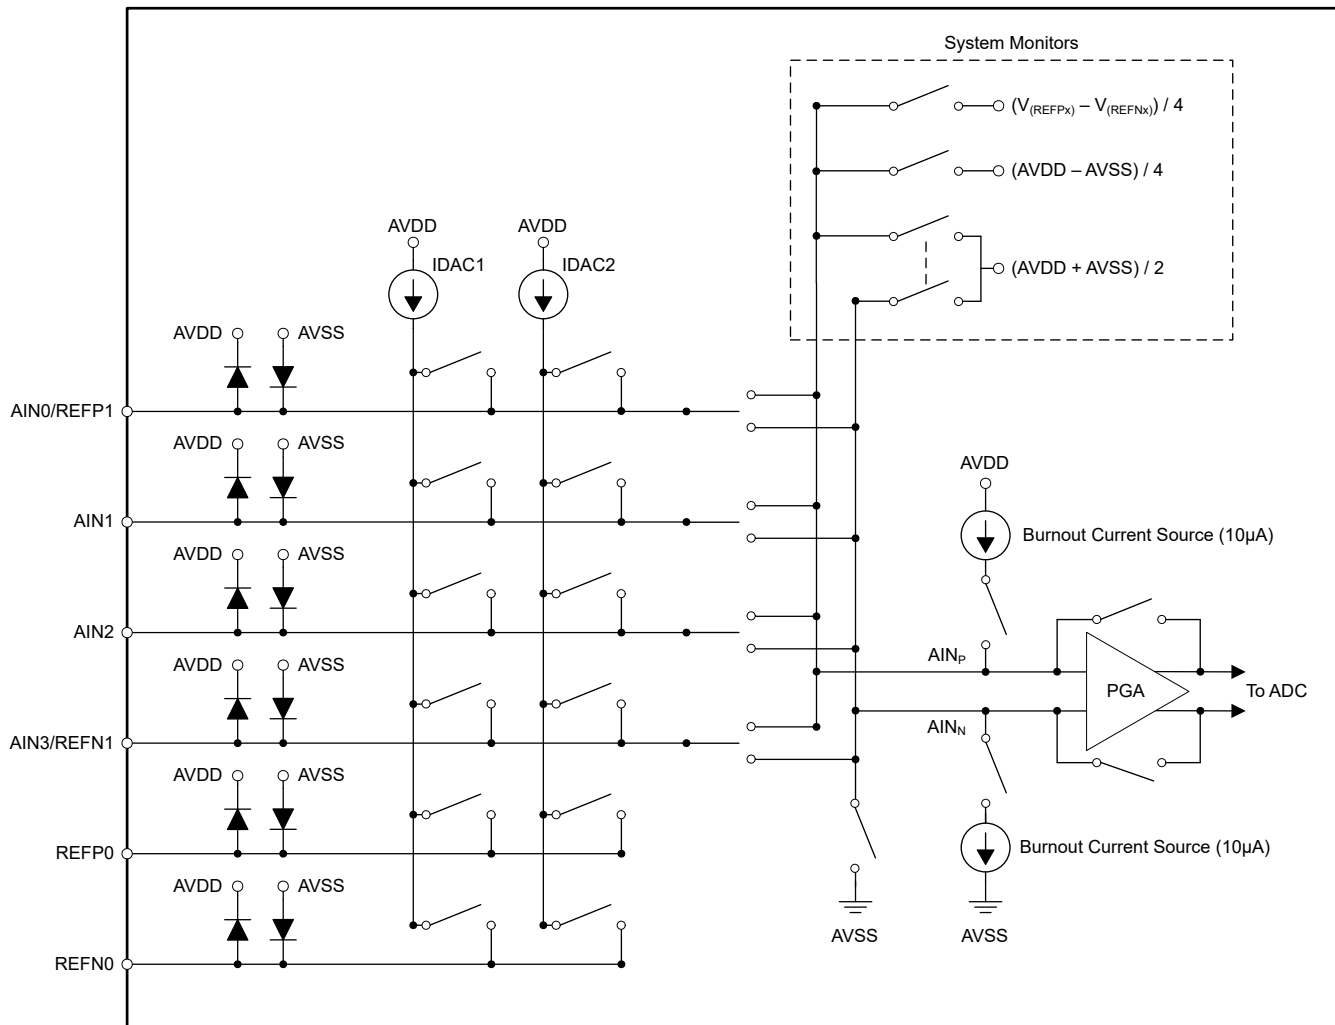 System Monitors
(V(REFPx) – V(REFNx)) / 4
(AVDD – AVSS) / 4
(AVDD + AVSS) / 2
AVDD
AVDD
IDAC1
IDAC2
AVDD
AVSS
AIN0/REFP1
AVDD
AVSS
AIN1
AVDD
AVSS
AIN2
AVDD
AVSS
AIN3/REFN1
AVDD
AVSS
REFP0
AVDD
AVSS
REFN0
AVDD
Burnout Current Source (10µA)
AINP
PGA
To ADC
AINN
Burnout Current Source (10µA)
AVSS
AVSS